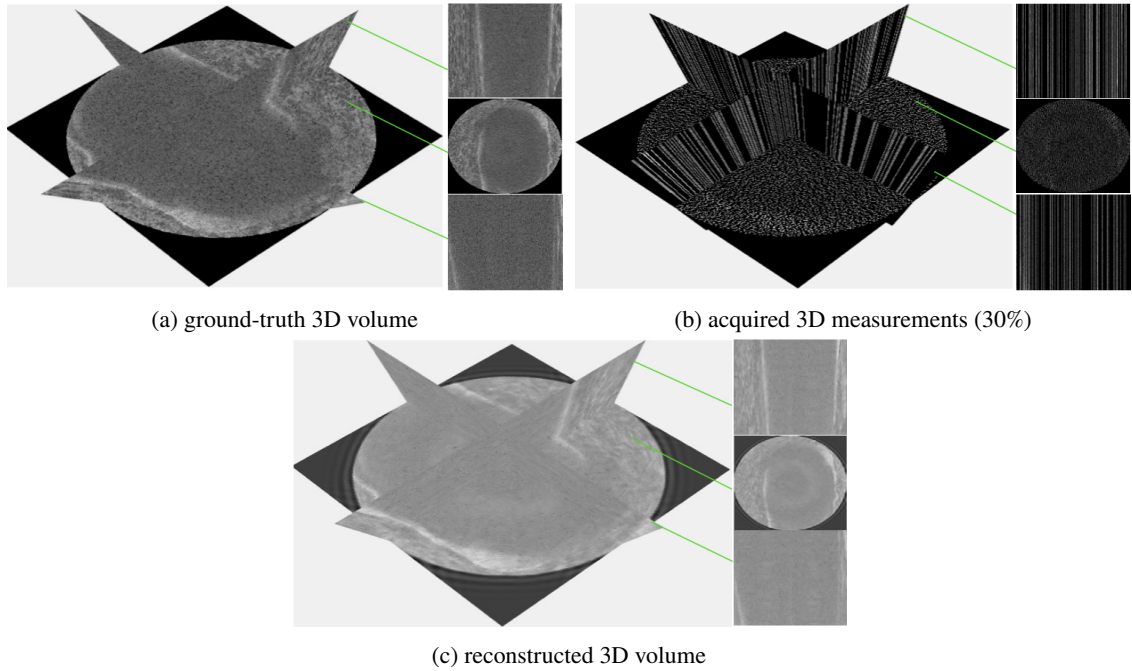 (a) ground-truth 3D volume
(b) acquired 3D measurements (30%)
(c) reconstructed 3D volume